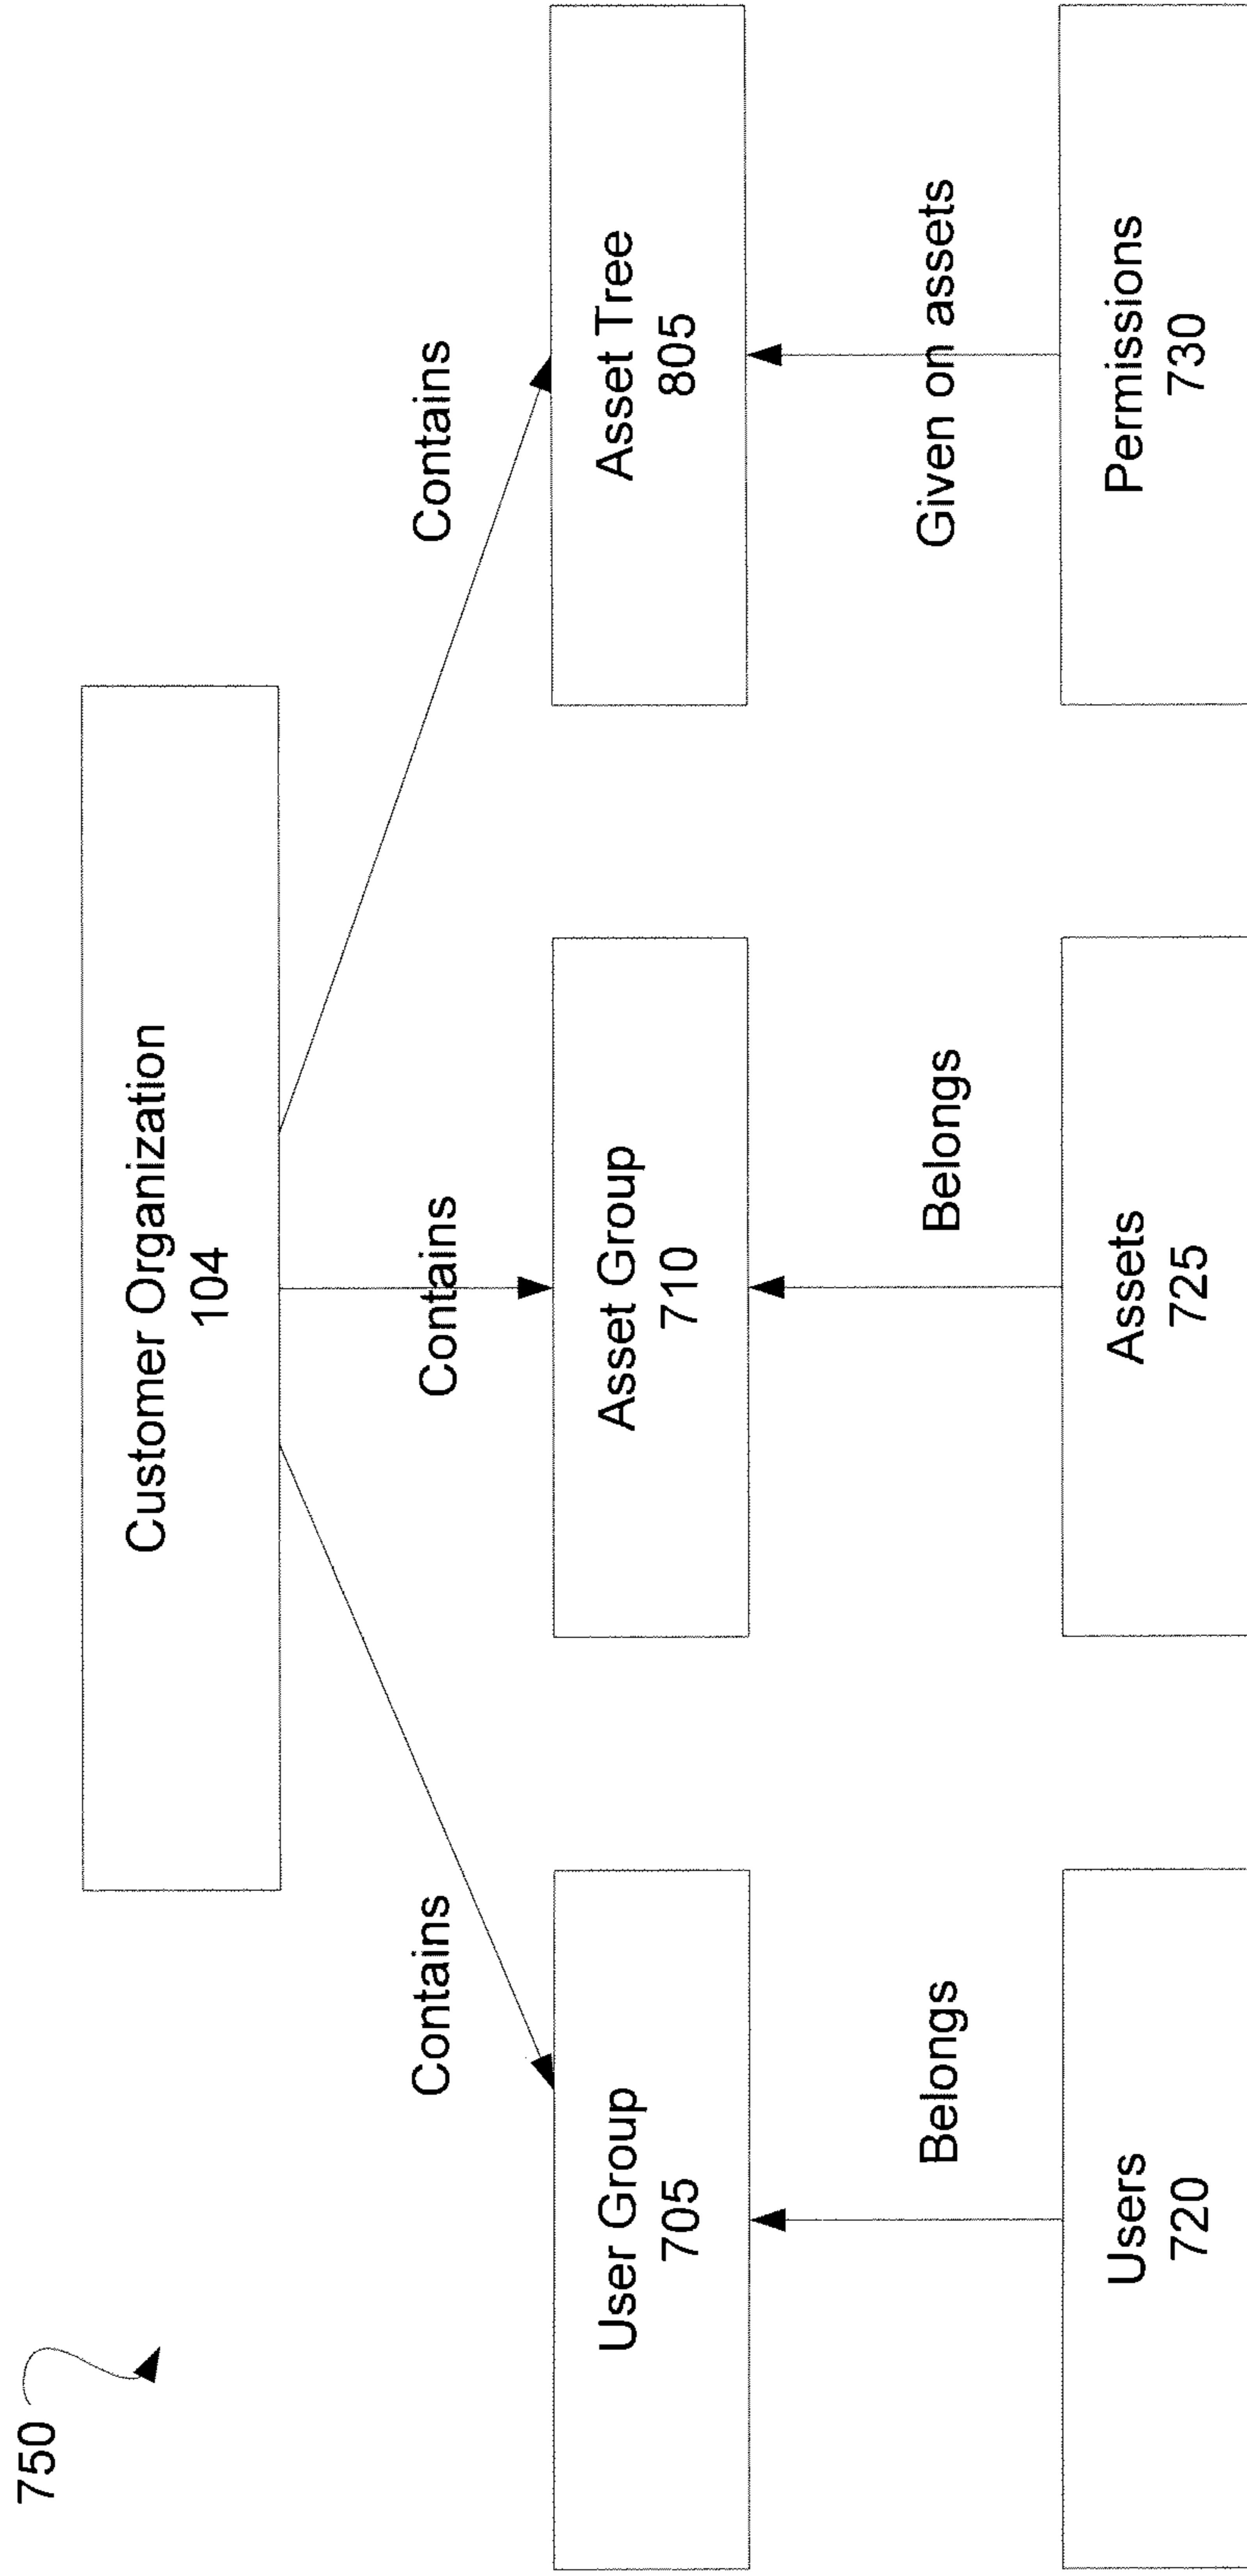 750
Customer Organization
104
Contains
Contains
Contains
User Group
705
Asset Group
710
Asset Tree
805
Belongs
Belongs
Given on assets
Users
720
Assets
725
Permissions
730